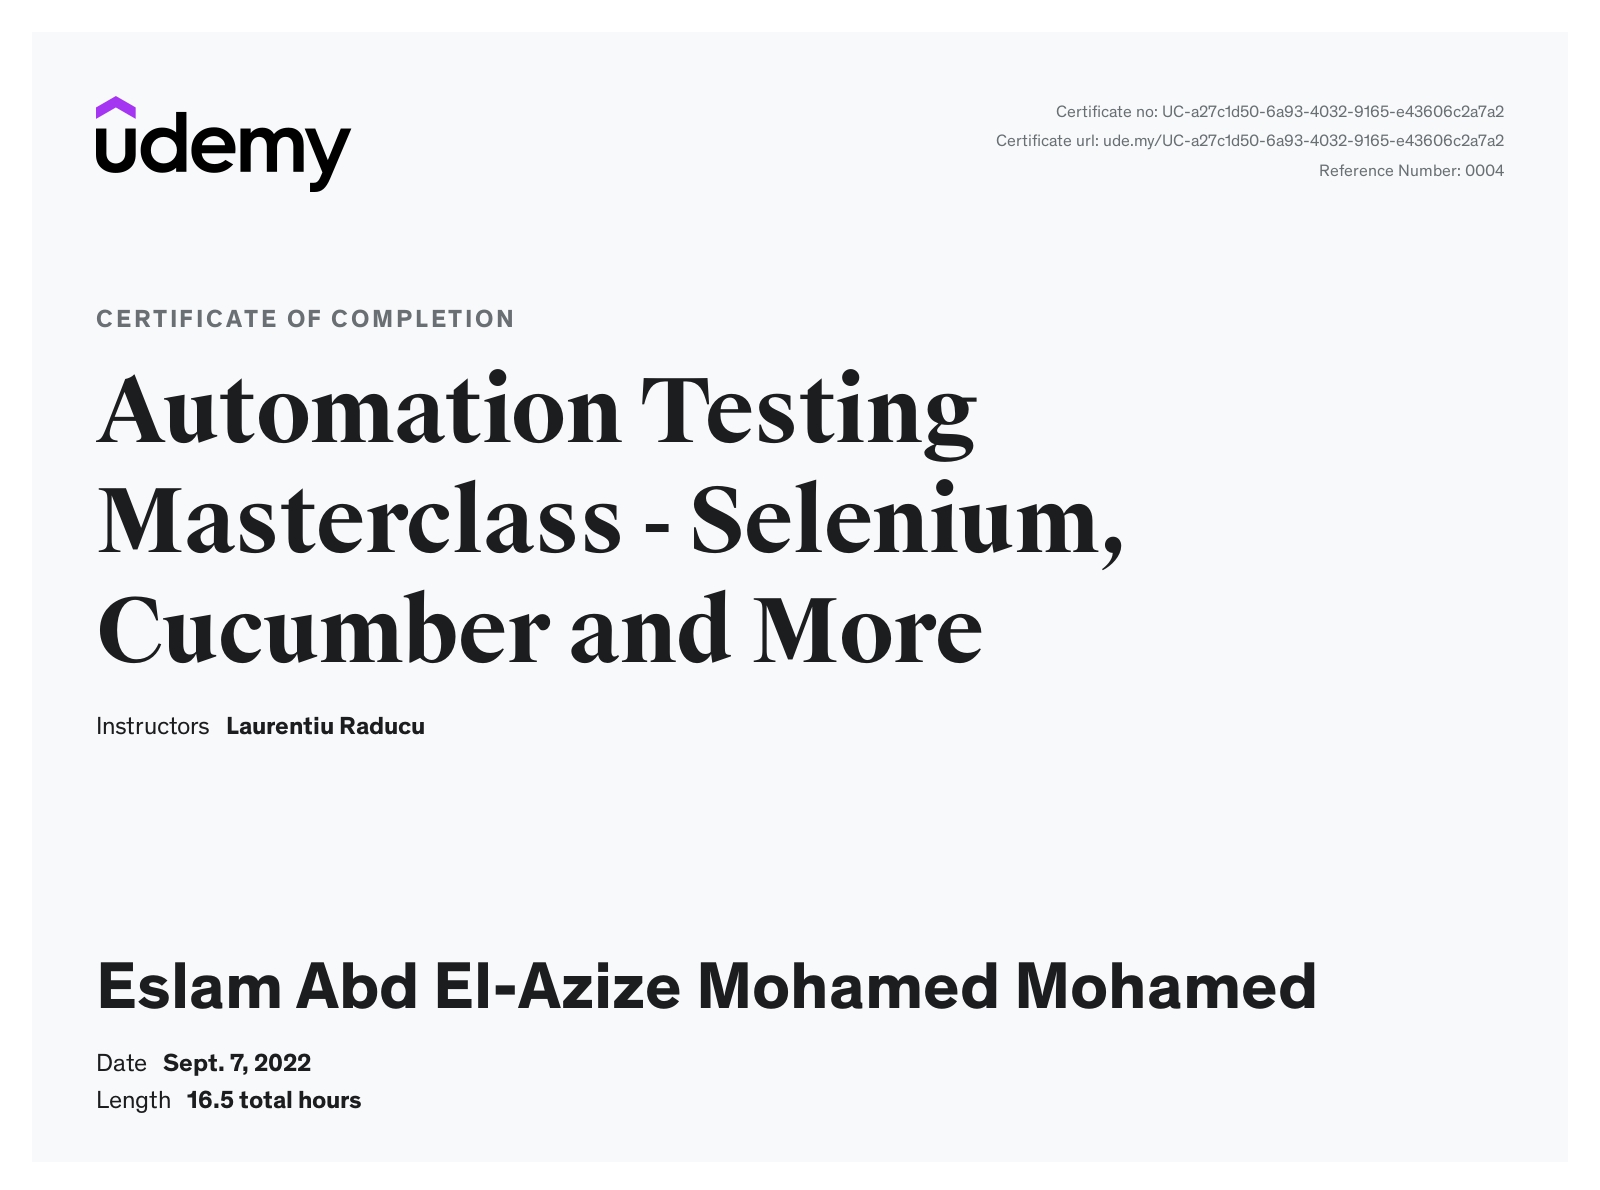 udemy
Certificate no: UC-a27c1d50-6a93-4032-9165-e43606c2a7a2
Certificate url: ude.my/UC-a27c1d50-6a93-4032-9165-e43606c2a7a2
Reference Number: 0004
CERTIFICATE OF COMPLETION
Automation Testing
Masterclass - Selenium,
Cucumber and More
Instructors Laurentiu Raducu
Eslam Abd El-Azize Mohamed Mohamed
Date Sept. 7, 2022
Length 16.5 total hours